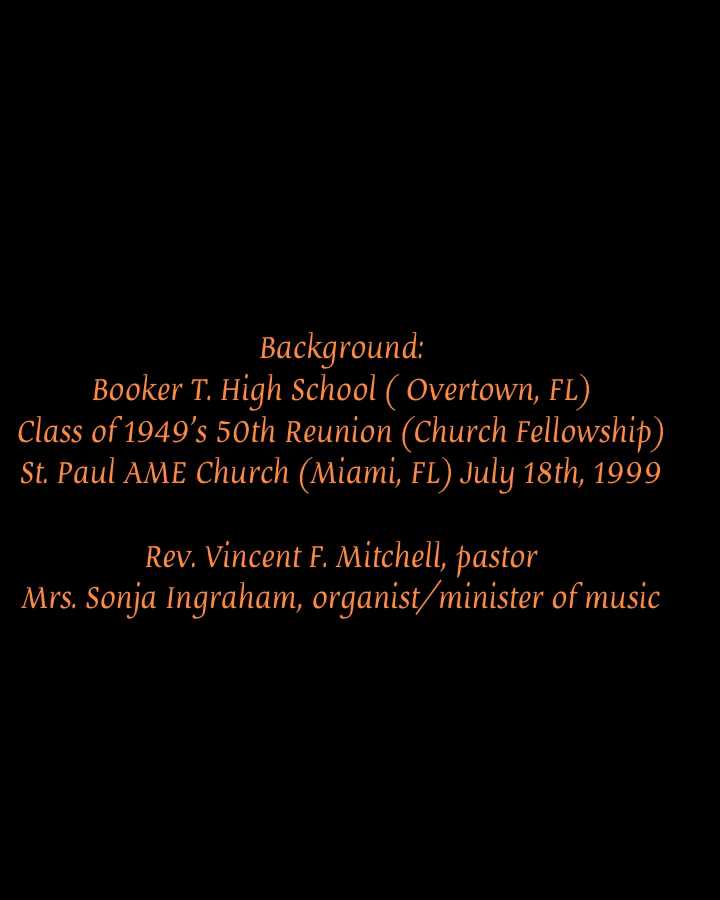 Background:
Booker T. High School ( Overtown, FL)
Class of 1949's 50th Reunion (Church Fellowship)
St. Paul AME Church (Miami, FL) July 18th, 1999
Rev. Vincent F. Mitchell, pastor
Mrs. Sonja Ingraham, organist/minister of music